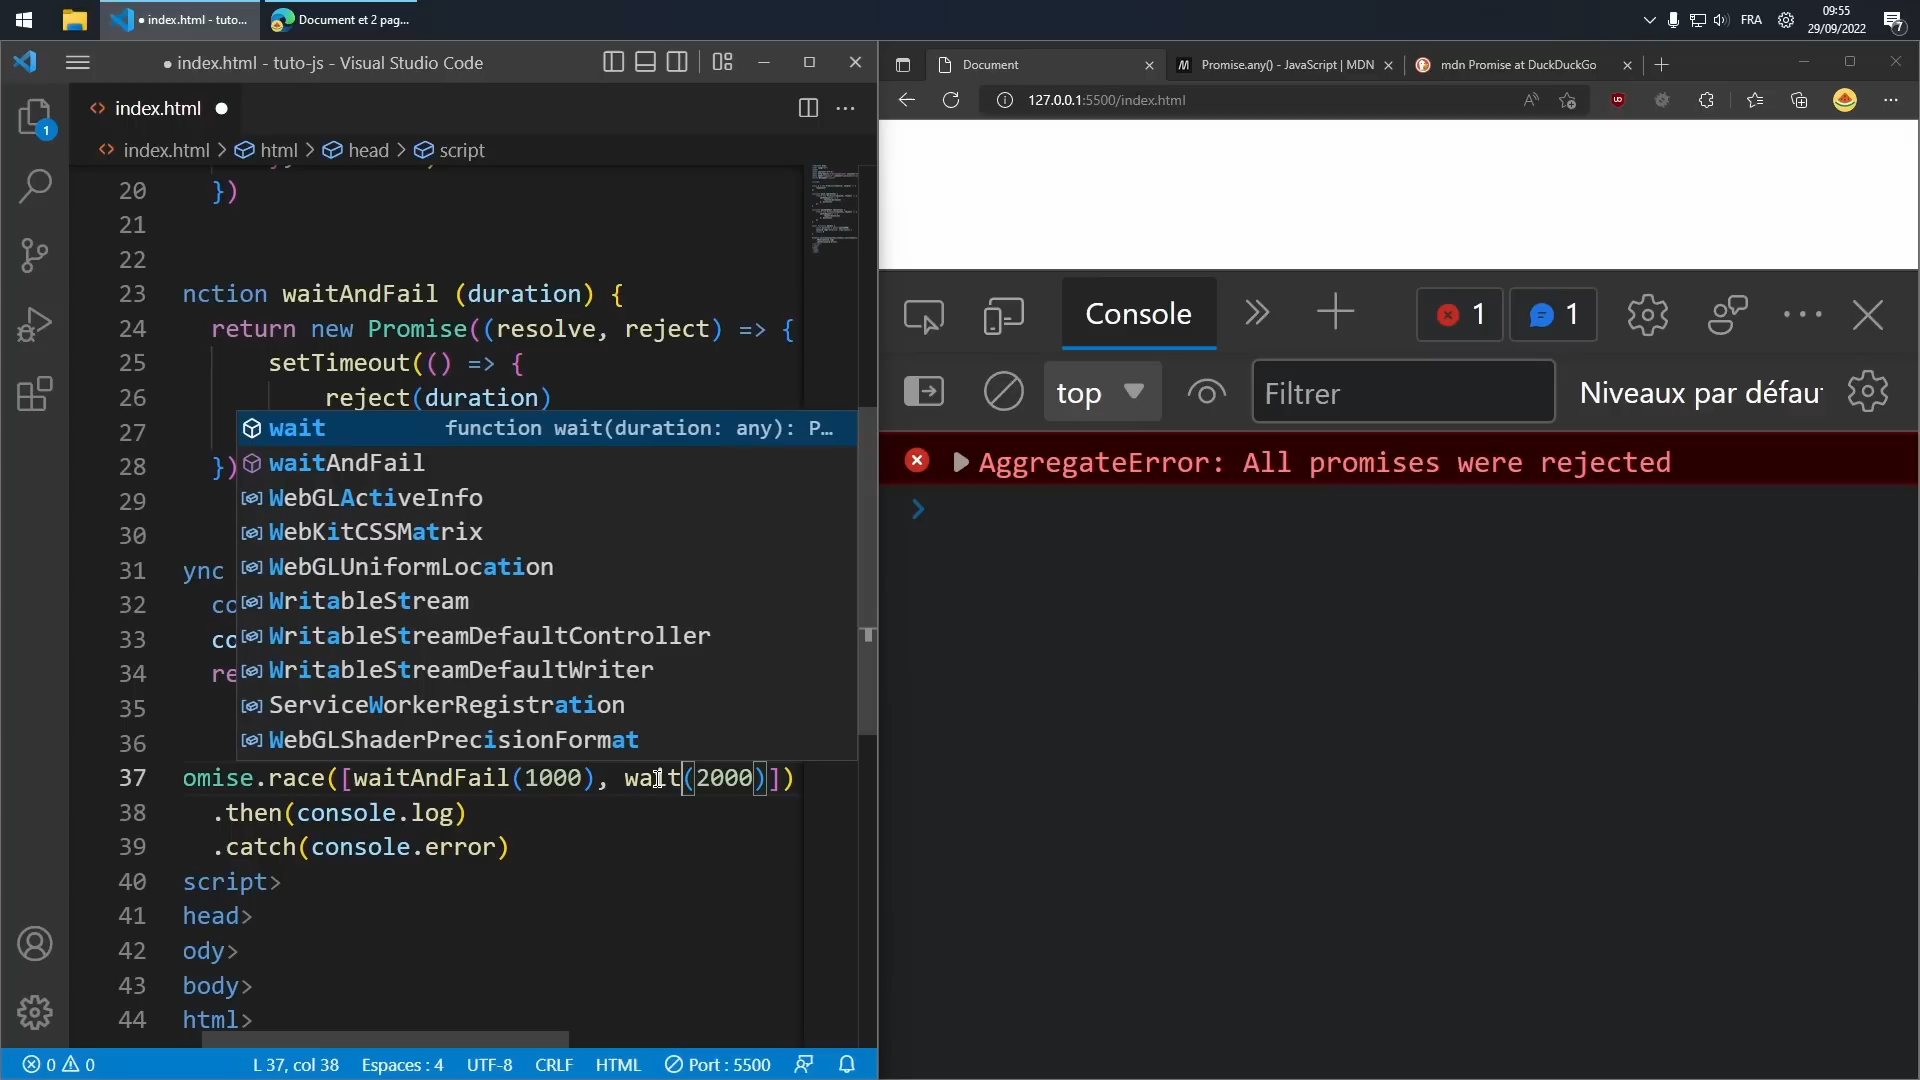 index.html - tuto...
Document et 2 pag...
FRA
09:55
29/09/2022
7
index.html - tuto-js - Visual Studio Code
index.html
index.html > html > head > script
1
20 })
21
22
23 nction waitAndFail (duration) {
24 return new Promise((resolve, reject) => {
25 setTimeout(() => {
26 reject(duration)
27
28 })
29
30
31 ync
32 co
33 co
34 re
35
36
wait function wait(duration: any): P…
waitAndFail
WebGLActiveInfo
WebKitCSSMatrix
WebGLUniformLocation
WritableStream
WritableStreamDefaultController
WritableStreamDefaultWriter
ServiceWorkerRegistration
WebGLShaderPrecisionFormat
37 omise.race([waitAndFail(1000), wait(2000)])
38 .then(console.log)
39 .catch(console.error)
40 script>
41 head>
42 ody>
43 body>
44 html>
0 0 L 37, col 38 Espaces : 4 UTF-8 CRLF HTML Port : 5500
Document
Promise.any() - JavaScript | MDN
mdn Promise at DuckDuckGo
127.0.0.1:5500/index.html
Console 1 1
top Filtrer Niveaux par défau
AggregateError: All promises were rejected